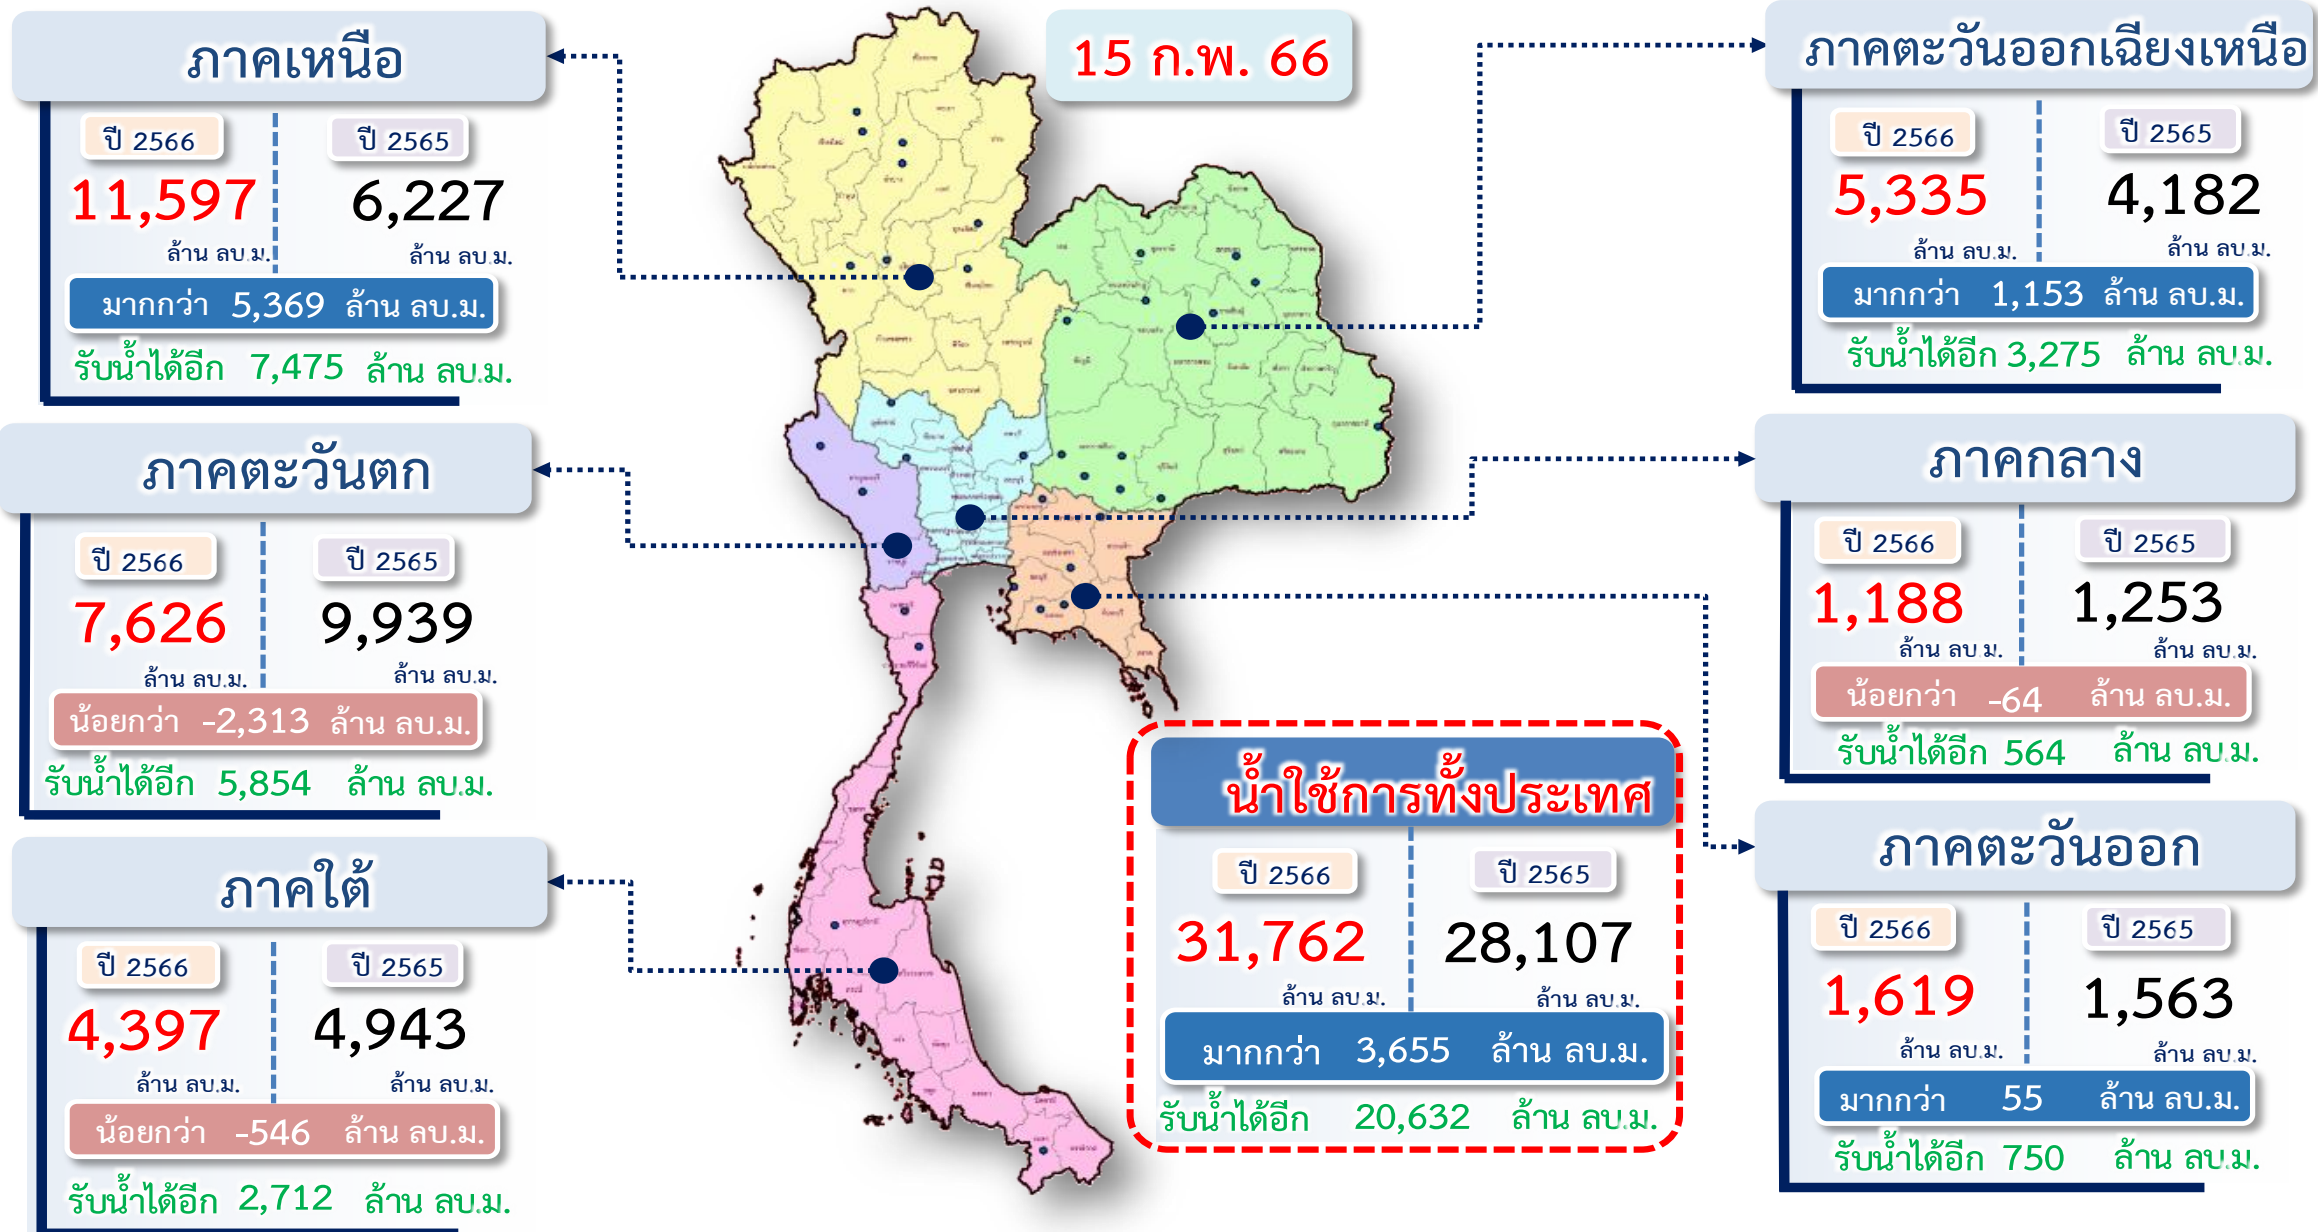 15 ก.พ. 66
ภาคเหนือ
ปี 2566 ปี 2565
11,597 6,227
ล้าน ลบ.ม. ล้าน ลบ.ม.
มากกว่า 5,369 ล้าน ลบ.ม.
รับน้ำได้อีก 7,475 ล้าน ลบ.ม.
ภาคตะวันตก
ปี 2566 ปี 2565
7,626 9,939
ล้าน ลบ.ม. ล้าน ลบ.ม.
น้อยกว่า -2,313 ล้าน ลบ.ม.
รับน้ำได้อีก 5,854 ล้าน ลบ.ม.
ภาคใต้
ปี 2566 ปี 2565
4,397 4,943
ล้าน ลบ.ม. ล้าน ลบ.ม.
น้อยกว่า -546 ล้าน ลบ.ม.
รับน้ำได้อีก 2,712 ล้าน ลบ.ม.
น้ำใช้การทั้งประเทศ
ปี 2566 ปี 2565
31,762 28,107
ล้าน ลบ.ม. ล้าน ลบ.ม.
มากกว่า 3,655 ล้าน ลบ.ม.
รับน้ำได้อีก 20,632 ล้าน ลบ.ม.
ภาคตะวันออกเฉียงเหนือ
ปี 2566 ปี 2565
5,335 4,182
ล้าน ลบ.ม. ล้าน ลบ.ม.
มากกว่า 1,153 ล้าน ลบ.ม.
รับน้ำได้อีก 3,275 ล้าน ลบ.ม.
ภาคกลาง
ปี 2566 ปี 2565
1,188 1,253
ล้าน ลบ.ม. ล้าน ลบ.ม.
น้อยกว่า -64 ล้าน ลบ.ม.
รับน้ำได้อีก 564 ล้าน ลบ.ม.
ภาคตะวันออก
ปี 2566 ปี 2565
1,619 1,563
ล้าน ลบ.ม. ล้าน ลบ.ม.
มากกว่า 55 ล้าน ลบ.ม.
รับน้ำได้อีก 750 ล้าน ลบ.ม.